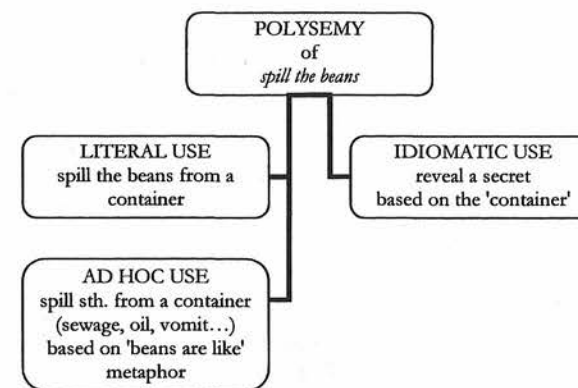 POLYSEMY
of
spill the beans
LITERAL USE
spill the beans from a
container
IDIOMATIC USE
reveal a secret
based on the 'container'
AD HOC USE
spill sth. from a container
(sewage, oil, vomit…)
based on 'beans are like'
metaphor